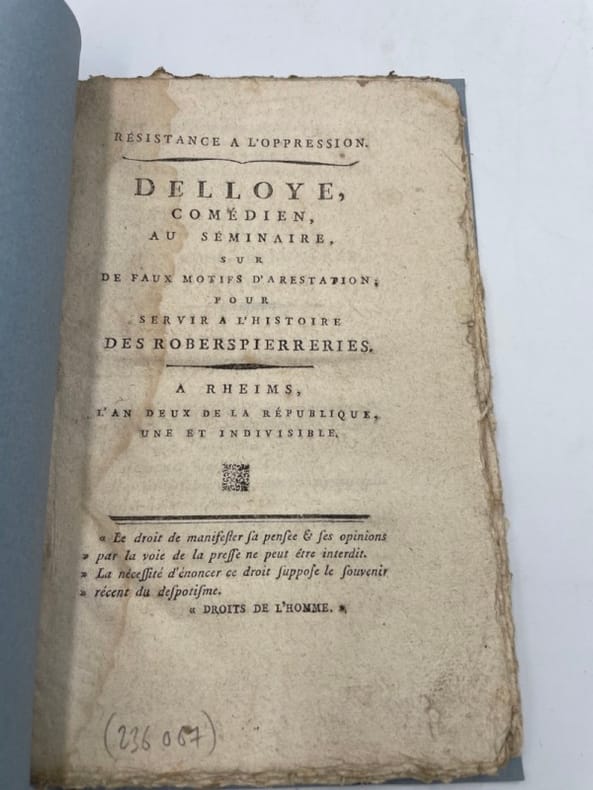 RÉSISTANCE A L'OPPRESSION.
DELLOYE,
COMÉDIEN,
AU SÉMINAIRE,
SUR
DE FAUX MOTIFS D'ARESTATION,
POUR
SERVIR A L'HISTOIRE
DES ROBERSPIERRERIES.
A RHEIMS,
L'AN DEUX DE LA RÉPUBLIQUE,
UNE ET INDIVISIBLE.
« Le droit de manifeſter ſa penſée & ſes opinions
» par la voie de la preſſe ne peut être interdit.
» La néceſſité d'énoncer ce droit ſuppoſe le ſouvenir
» récent du deſpotiſme.
« DROITS DE L'HOMME. »
(236 067)